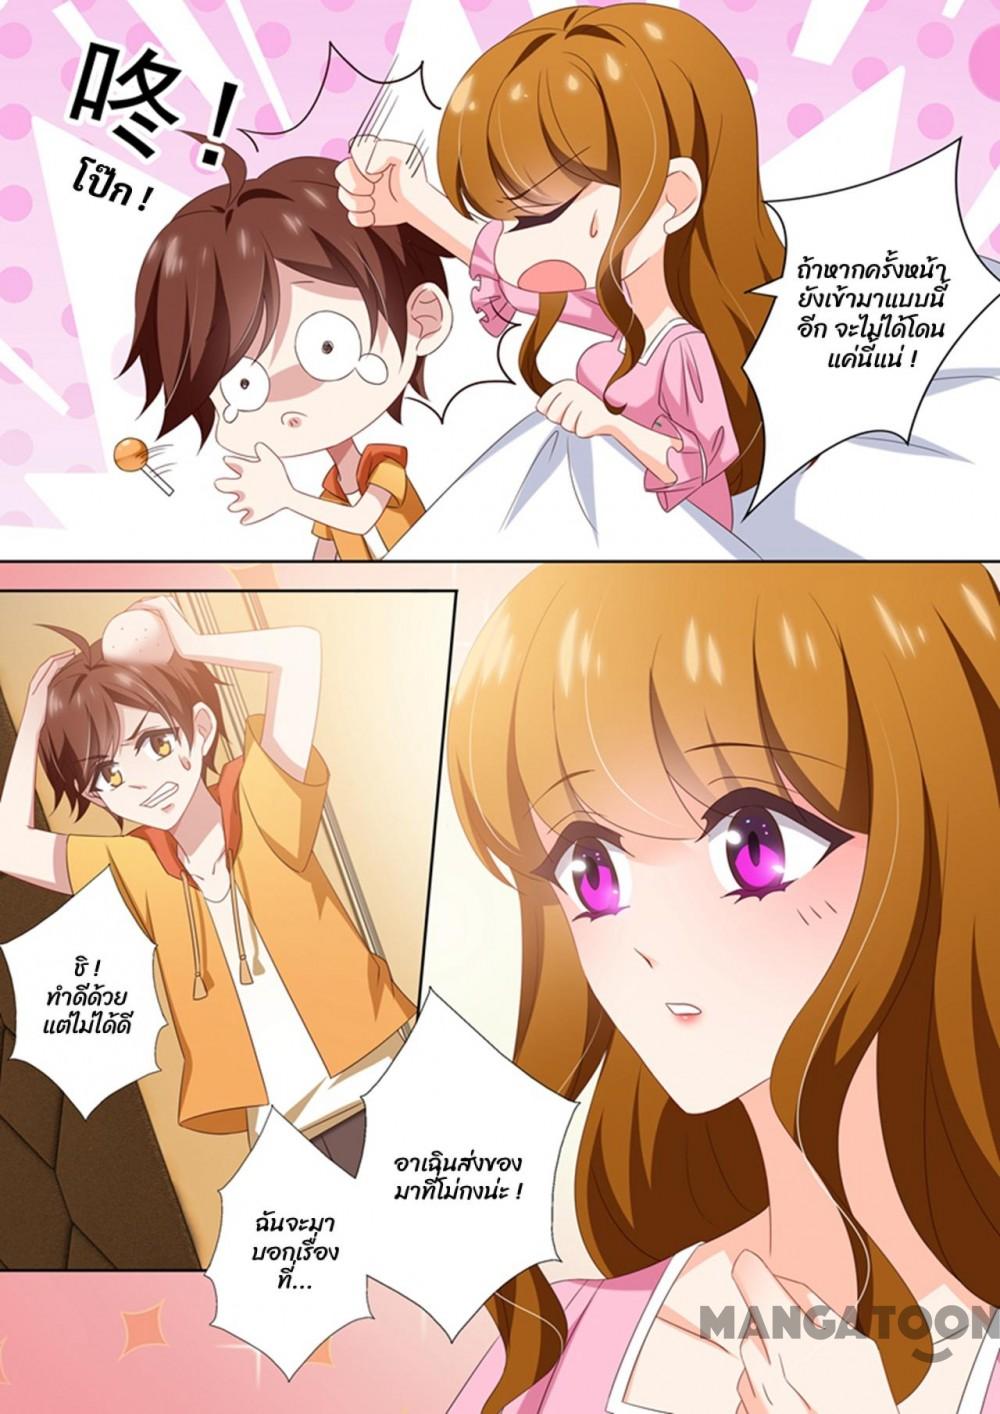 咚！
โป๊ก !
ถ้าหากครั้งหน้า
ยังเข้ามาแบบนี้
อีก จะไม่ได้โดน
แค่นี้แน่ !
ชิ !
ทำดีด้วย
แต่ไม่ได้ดี
ฉันจะมา
บอกเรื่อง
ที่...
อาเฉินส่งของ
มาที่โม่กงน่ะ !
MANGATOON